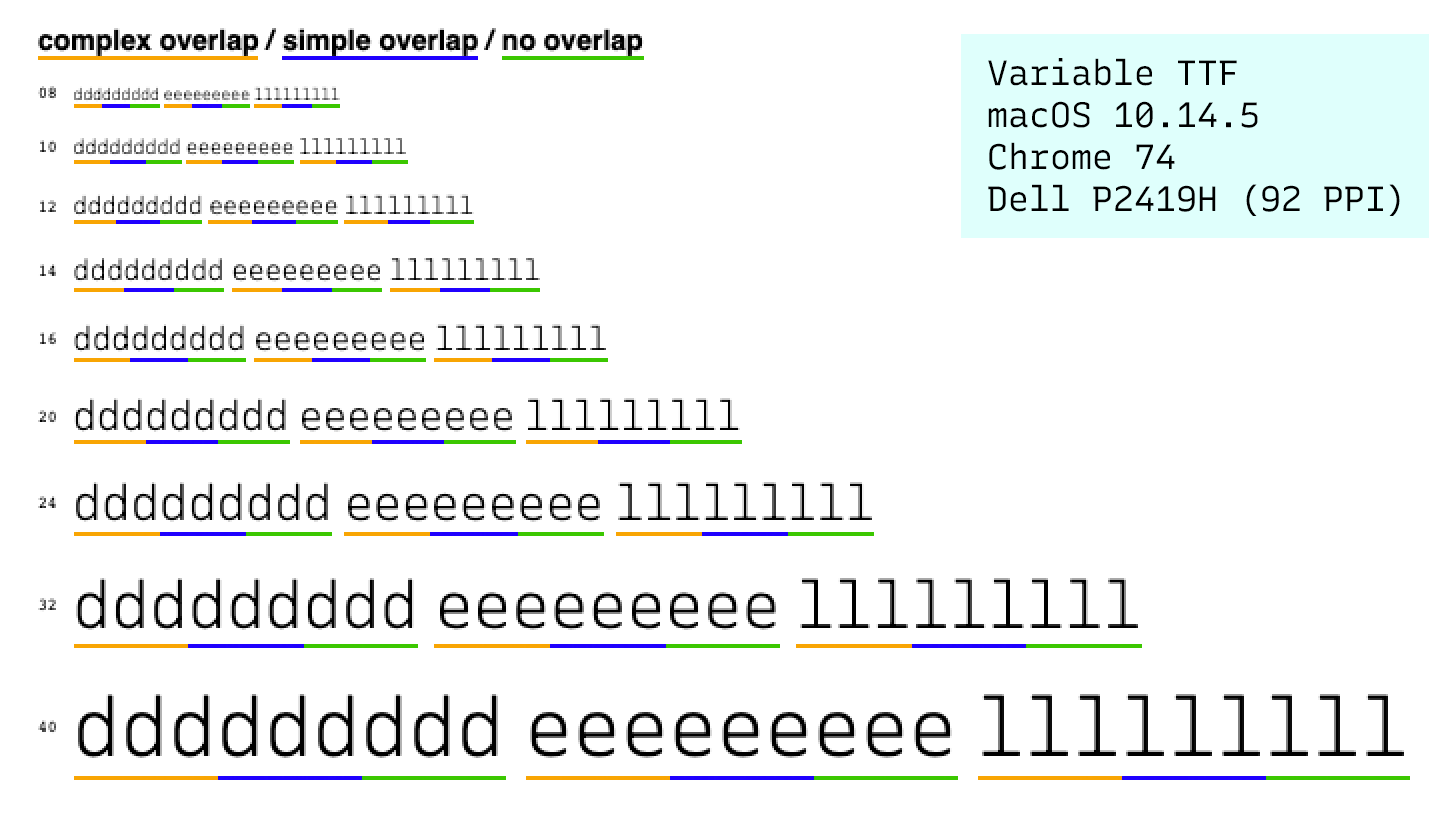 complex overlap / simple overlap / no overlap
Variable TTF
macOS 10.14.5
Chrome 74
Dell P2419H (92 PPI)
08 ddddddddd eeeeeeeee lllllllll
10 ddddddddd eeeeeeeee lllllllll
12 ddddddddd eeeeeeeee lllllllll
14 ddddddddd eeeeeeeee lllllllll
16 ddddddddd eeeeeeeee lllllllll
20 ddddddddd eeeeeeeee lllllllll
24 ddddddddd eeeeeeeee lllllllll
32 ddddddddd eeeeeeeee lllllllll
40 ddddddddd eeeeeeeee lllllllll